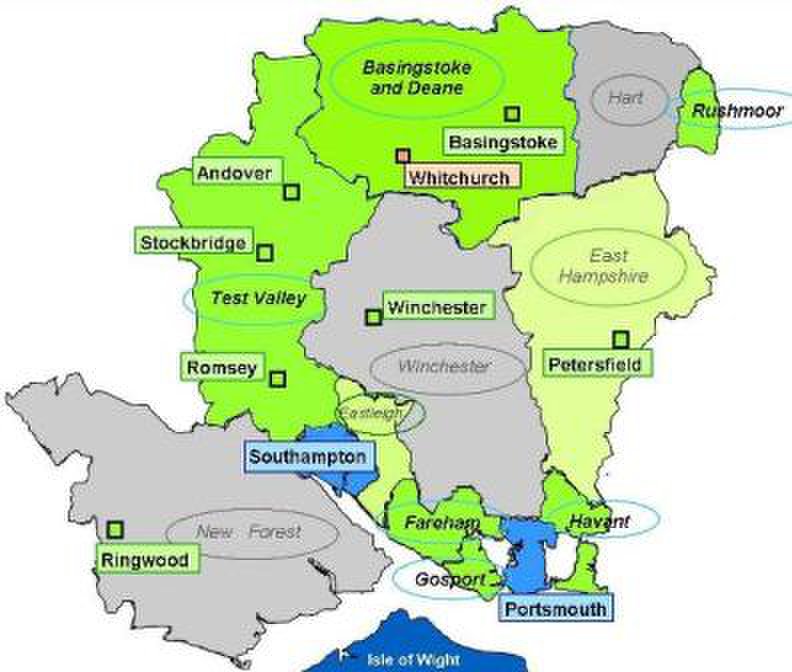 Basingstoke
and Deane
Hart
Rushmoor
Basingstoke
Whitchurch
Andover
Stockbridge
East
Hampshire
Test Valley
Winchester
Petersfield
Romsey
Winchester
Eastleigh
Southampton
Fareham
Havant
New Forest
Ringwood
Gosport
Portsmouth
Isle of Wight